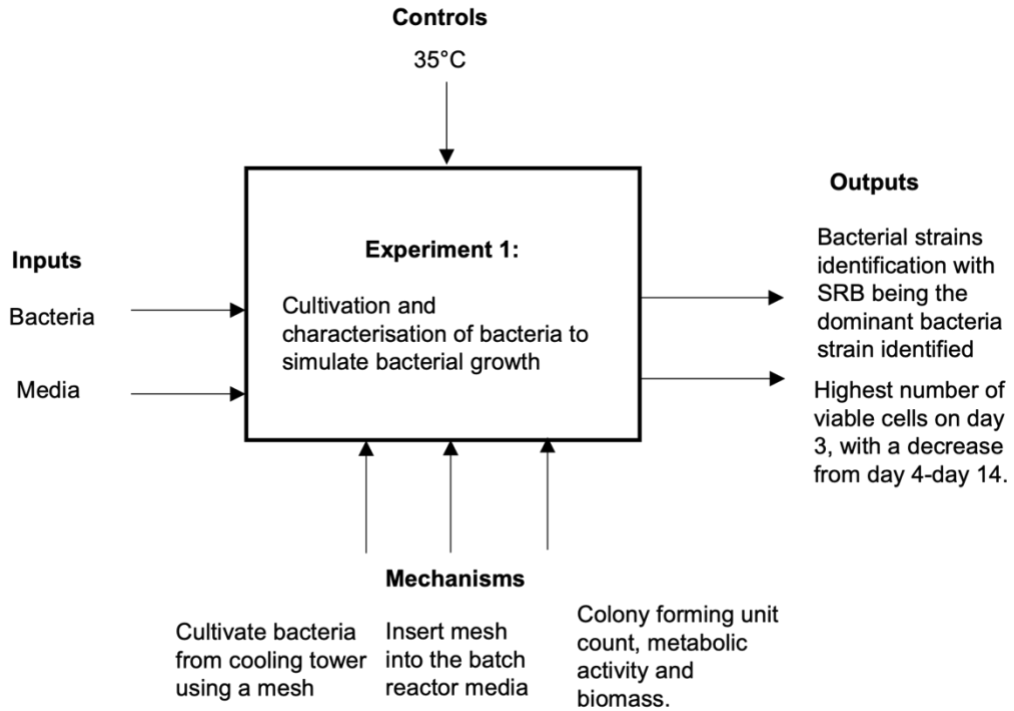 Controls
35°C
Inputs
Bacteria
Media
Experiment 1:
Cultivation and
characterisation of bacteria to
simulate bacterial growth
Outputs
Bacterial strains
identification with
SRB being the
dominant bacteria
strain identified
Highest number of
viable cells on day
3, with a decrease
from day 4-day 14.
Mechanisms
Cultivate bacteria
from cooling tower
using a mesh
Insert mesh
into the batch
reactor media
Colony forming unit
count, metabolic
activity and
biomass.